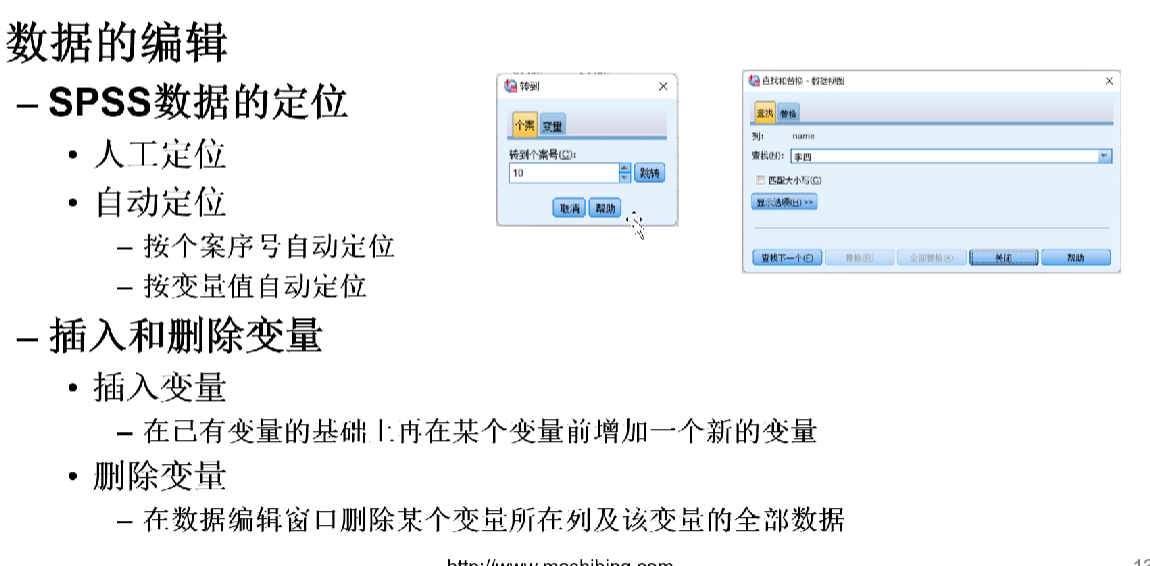 数据的编辑
– SPSS数据的定位
• 人工定位
• 自动定位
– 按个案序号自动定位
– 按变量值自动定位
– 插入和删除变量
• 插入变量
– 在已有变量的基础上再在某个变量前增加一个新的变量
• 删除变量
– 在数据编辑窗口删除某个变量所在列及该变量的全部数据
转到
个案 变量
转到个案号(C):
10 跳转
取消 帮助
查找和替换 - 数据视图
查找 替换
列: name
查找(N): 李四
匹配大小写(C)
显示选项(H) >>
查找下一个(F) 替换(R) 全部替换(A) 关闭 帮助